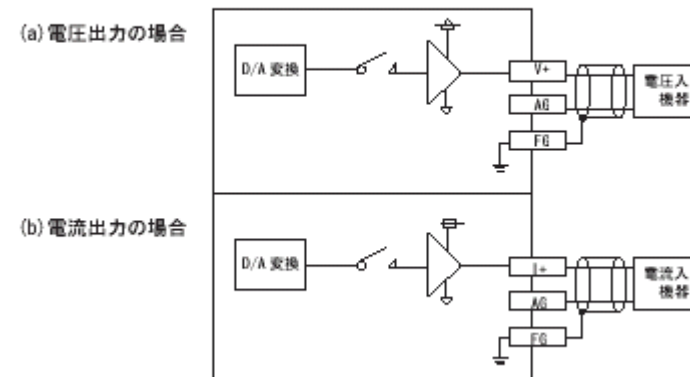 (a) 電圧出力の場合
D/A 変換
V+
AG
FG
電圧入
機器
(b) 電流出力の場合
D/A 変換
I+
AG
FG
電流入
機器